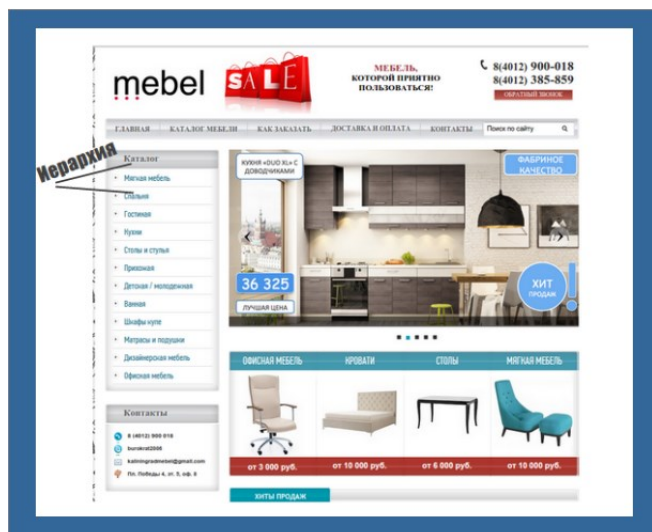 mebel
SALE
МЕБЕЛЬ,
КОТОРОЙ ПРИЯТНО
ПОЛЬЗОВАТЬСЯ!
8(4012) 900-018
8(4012) 385-859
ОБРАТНЫЙ ЗВОНОК
ГЛАВНАЯ КАТАЛОГ МЕБЕЛИ КАК ЗАКАЗАТЬ ДОСТАВКА И ОПЛАТА КОНТАКТЫ Поиск по сайту
Иерархия
Каталог
Мягкая мебель
Спальня
Гостиная
Кухни
Столы и стулья
Прихожая
Детская / молодежная
Ванная
Шкафы купе
Матрасы и подушки
Дизайнерская мебель
Офисная мебель
КУХНЯ «DUO XL» С
ДОВОДЧИКАМИ
ФАБРИЧНОЕ
КАЧЕСТВО
36 325
ЛУЧШАЯ ЦЕНА
ХИТ
ПРОДАЖ
!
ОФИСНАЯ МЕБЕЛЬ КРОВАТИ СТОЛЫ МЯГКАЯ МЕБЕЛЬ
от 3 000 руб. от 10 000 руб. от 6 000 руб. от 10 000 руб.
Контакты
8 (4012) 900 018
burokrat2006
kaliningradmebel@gmail.com
Пл. Победы 4, эт. 5, оф. 8
ХИТЫ ПРОДАЖ